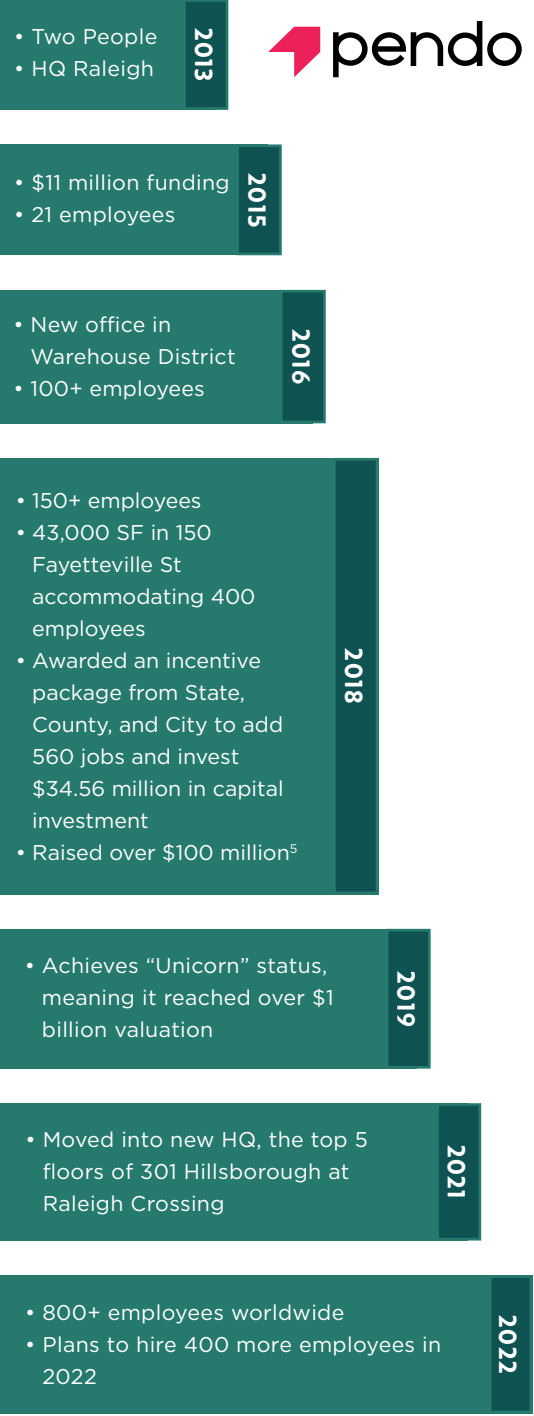 pendo
• Two People
• HQ Raleigh
2013
• $11 million funding
• 21 employees
2015
• New office in
Warehouse District
• 100+ employees
2016
• 150+ employees
• 43,000 SF in 150
Fayetteville St
accommodating 400
employees
• Awarded an incentive
package from State,
County, and City to add
560 jobs and invest
$34.56 million in capital
investment
• Raised over $100 million⁵
2018
• Achieves “Unicorn” status,
meaning it reached over $1
billion valuation
2019
• Moved into new HQ, the top 5
floors of 301 Hillsborough at
Raleigh Crossing
2021
• 800+ employees worldwide
• Plans to hire 400 more employees in
2022
2022